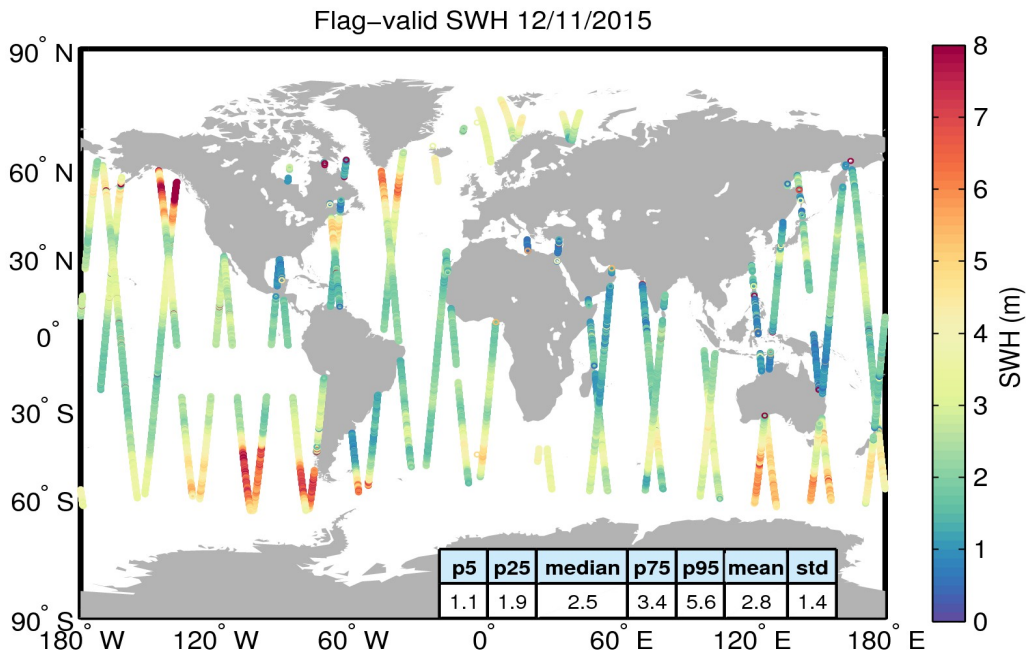 Flag−valid SWH 12/11/2015
90° N
60° N
30° N
0°
30° S
60° S
90° S
180° W
120° W
60° W
0°
60° E
120° E
180° E
p5 p25 median p75 p95 mean std
1.1 1.9 2.5 3.4 5.6 2.8 1.4
8
7
6
5
4
3
2
1
0
SWH (m)